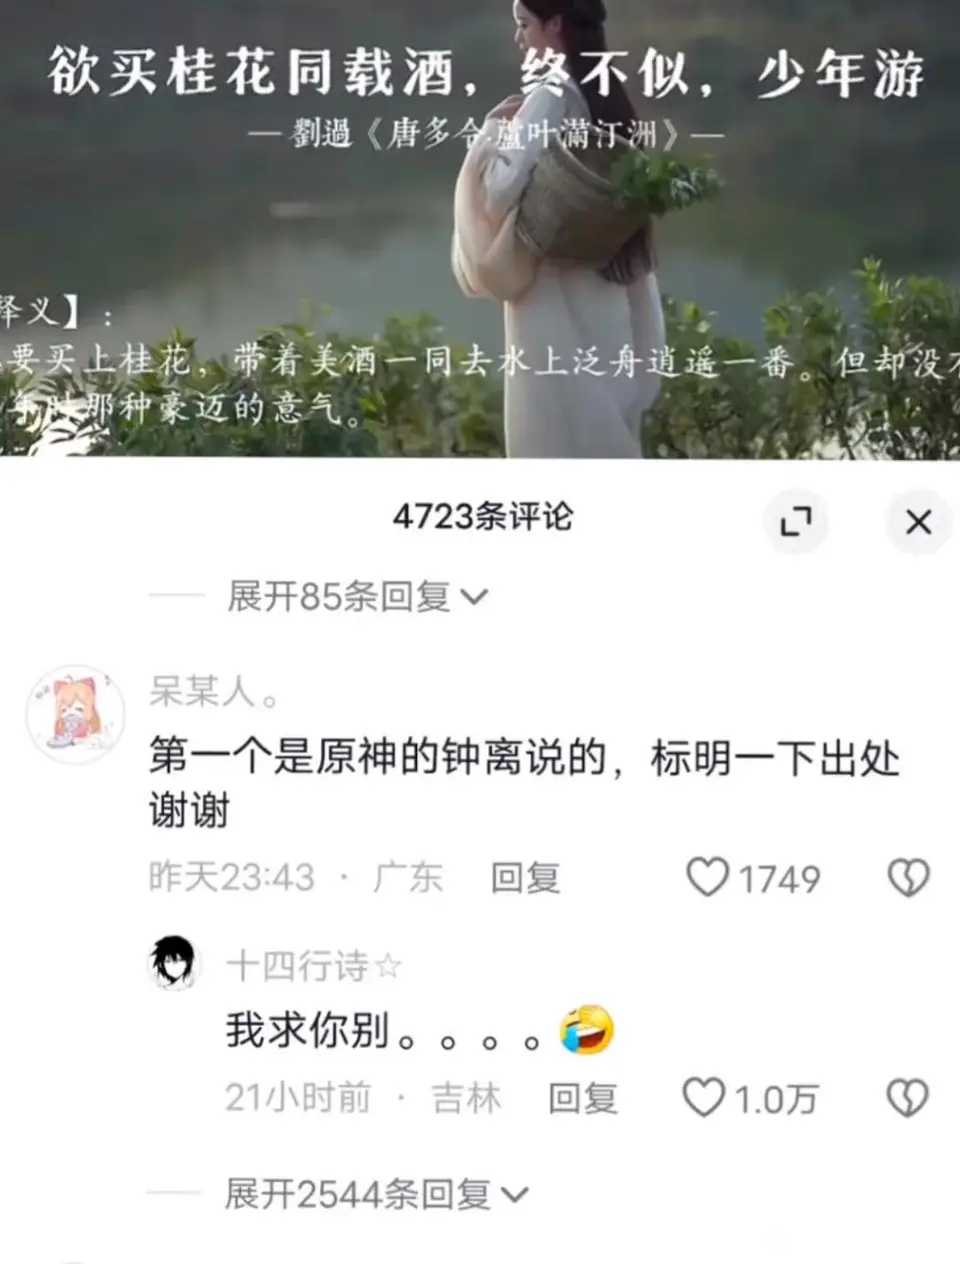 欲买桂花同载酒，终不似，少年游
—劉過《唐多令·蘆叶滿汀洲》—
释义】：
要买上桂花，带着美酒一同去水上泛舟逍遥一番。但却没
年时那种豪迈的意气。
4723条评论
展开85条回复
呆某人。
第一个是原神的钟离说的，标明一下出处
谢谢
昨天23:43 · 广东 回复 1749
十四行诗☆
我求你别。。。。🤣
21小时前 · 吉林 回复 1.0万
展开2544条回复